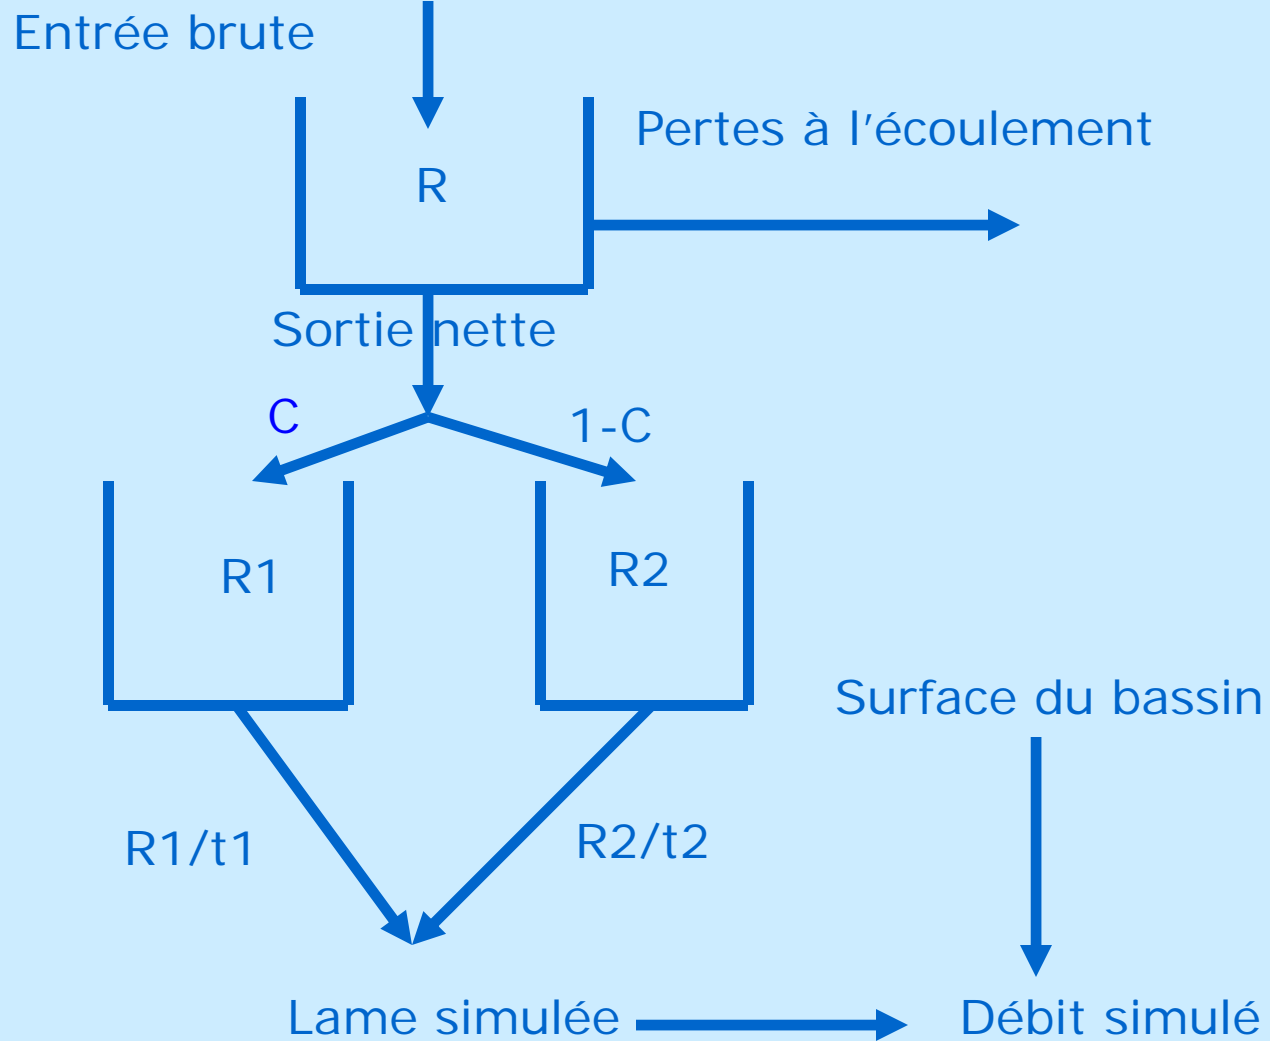 Entrée brute
Pertes à l'écoulement
R
Sortie nette
C
1-C
R1
R2
Surface du bassin
R1/t1
R2/t2
Lame simulée
Débit simulé